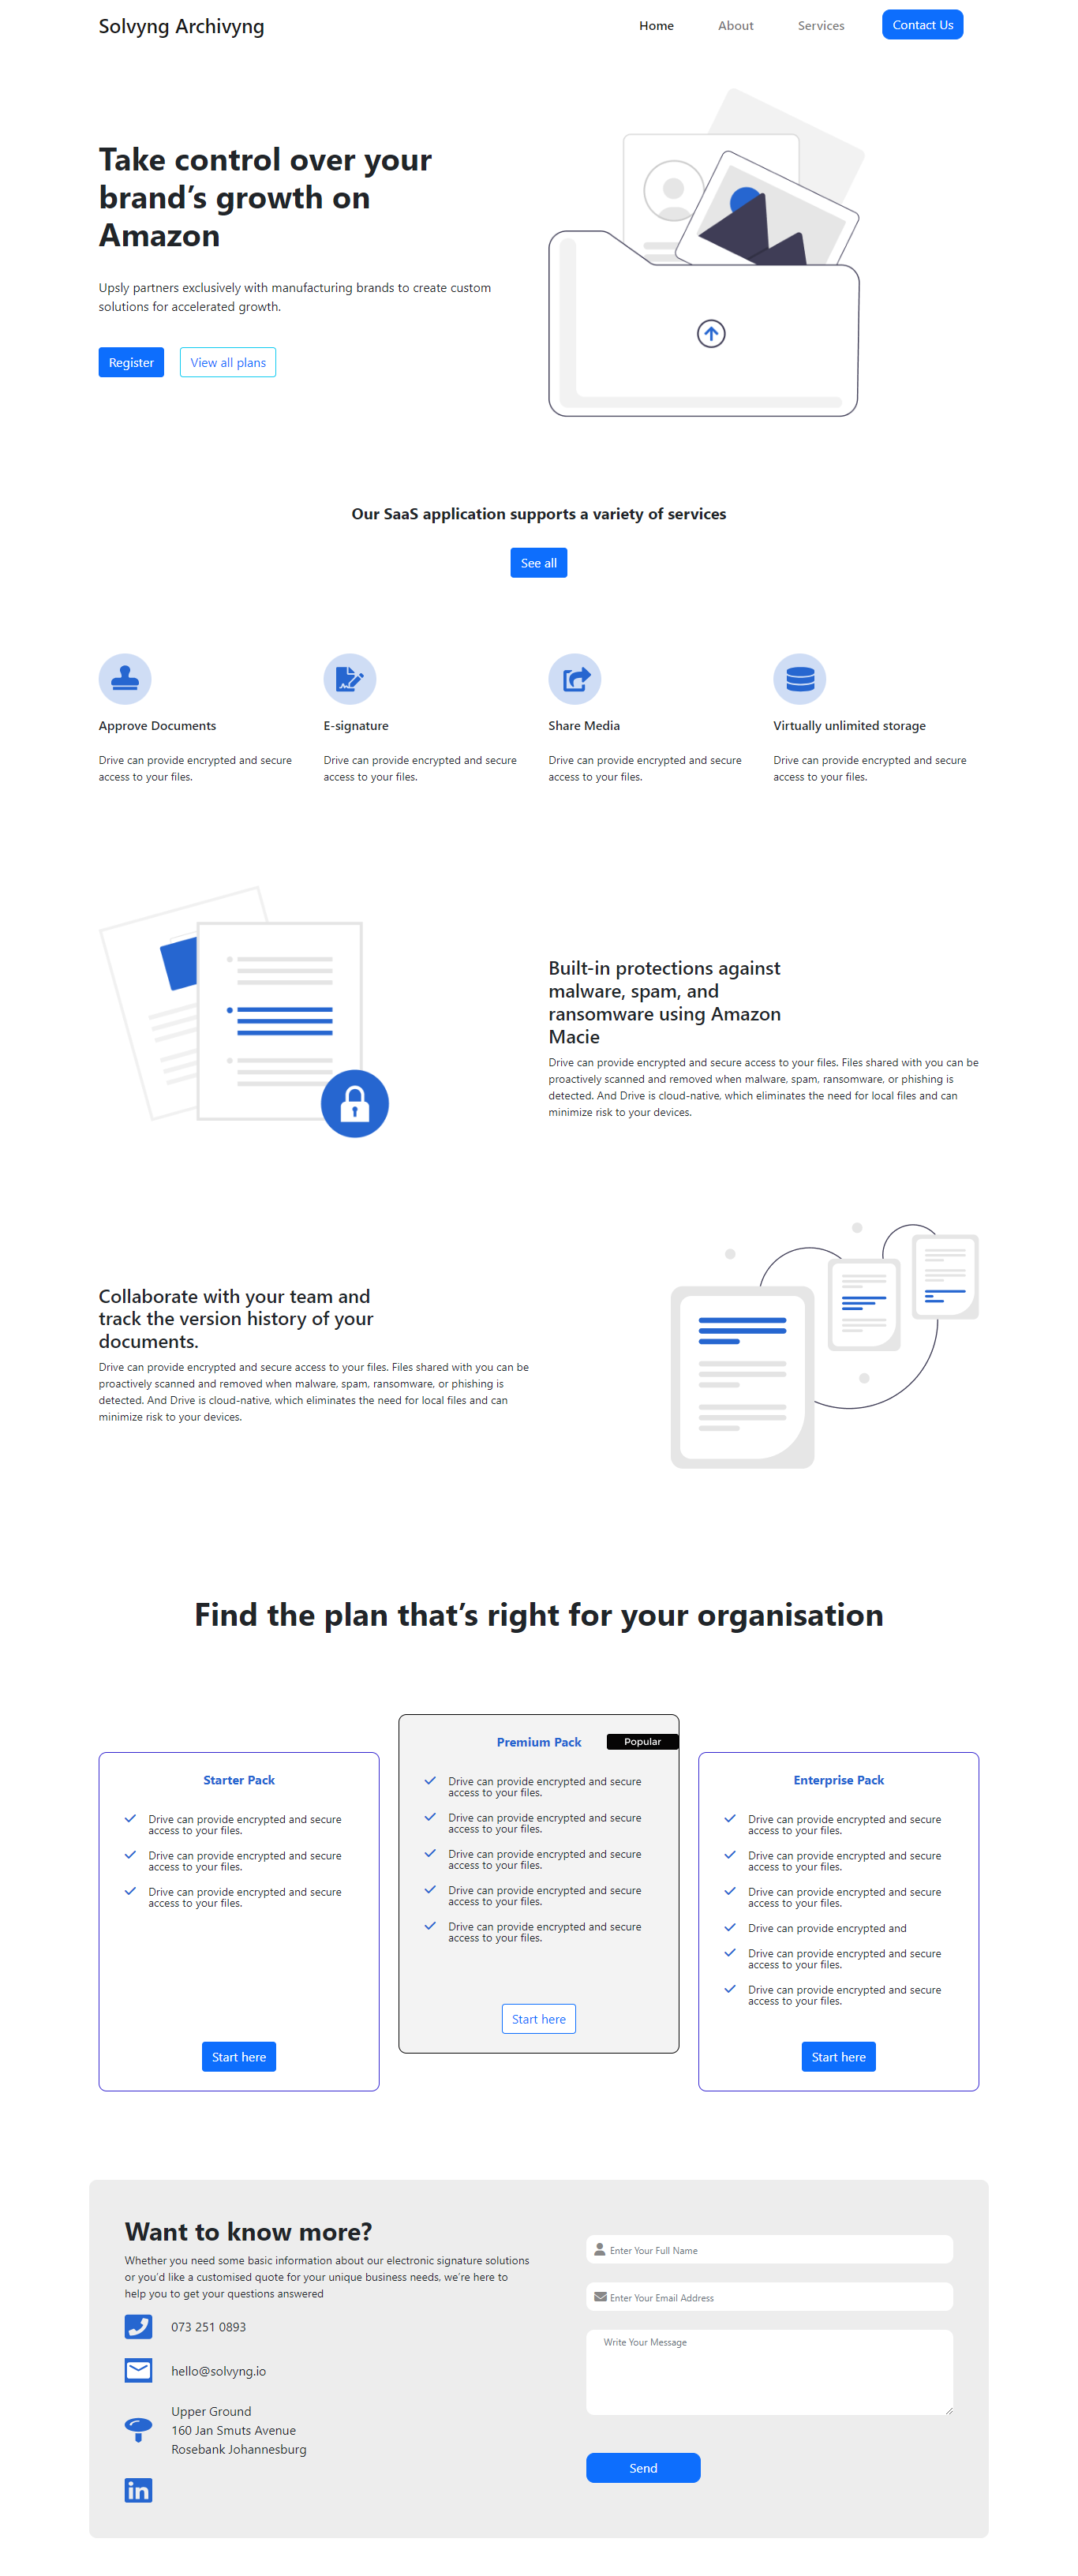 Solvyng Archivyng
Home
About
Services
Contact Us
Take control over your
brand’s growth on
Amazon
Upsly partners exclusively with manufacturing brands to create custom
solutions for accelerated growth.
Register
View all plans
Our SaaS application supports a variety of services
See all
Approve Documents
Drive can provide encrypted and secure
access to your files.
E-signature
Drive can provide encrypted and secure
access to your files.
Share Media
Drive can provide encrypted and secure
access to your files.
Virtually unlimited storage
Drive can provide encrypted and secure
access to your files.
Built-in protections against
malware, spam, and
ransomware using Amazon
Macie
Drive can provide encrypted and secure access to your files. Files shared with you can be
proactively scanned and removed when malware, spam, ransomware, or phishing is
detected. And Drive is cloud-native, which eliminates the need for local files and can
minimize risk to your devices.
Collaborate with your team and
track the version history of your
documents.
Drive can provide encrypted and secure access to your files. Files shared with you can be
proactively scanned and removed when malware, spam, ransomware, or phishing is
detected. And Drive is cloud-native, which eliminates the need for local files and can
minimize risk to your devices.
Find the plan that’s right for your organisation
Starter Pack
Drive can provide encrypted and secure
access to your files.
Drive can provide encrypted and secure
access to your files.
Drive can provide encrypted and secure
access to your files.
Start here
Premium Pack
Popular
Drive can provide encrypted and secure
access to your files.
Drive can provide encrypted and secure
access to your files.
Drive can provide encrypted and secure
access to your files.
Drive can provide encrypted and secure
access to your files.
Drive can provide encrypted and secure
access to your files.
Start here
Enterprise Pack
Drive can provide encrypted and secure
access to your files.
Drive can provide encrypted and secure
access to your files.
Drive can provide encrypted and secure
access to your files.
Drive can provide encrypted and
Drive can provide encrypted and secure
access to your files.
Drive can provide encrypted and secure
access to your files.
Start here
Want to know more?
Whether you need some basic information about our electronic signature solutions
or you’d like a customised quote for your unique business needs, we’re here to
help you to get your questions answered
073 251 0893
hello@solvyng.io
Upper Ground
160 Jan Smuts Avenue
Rosebank Johannesburg
in
Enter Your Full Name
Enter Your Email Address
Write Your Message
Send